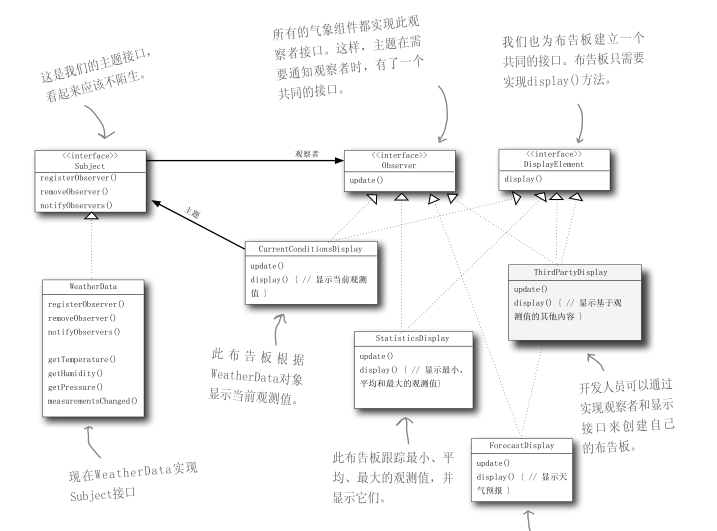 这是我们的主题接口，
看起来应该不陌生。
所有的气象组件都实现此观
察者接口。这样，主题在需
要通知观察者时，有了一个
共同的接口。
我们也为布告板建立一个
共同的接口。布告板只需要
实现display()方法。
<<interface>>
Subject
registerObserver()
removeObserver()
notifyObservers()
观察者
<<interface>>
Observer
update()
<<interface>>
DisplayElement
display()
主题
WeatherData
registerObserver()
removeObserver()
notifyObservers()
getTemperature()
getHumidity()
getPressure()
measurementsChanged()
现在WeatherData实现
Subject接口
CurrentConditionsDisplay
update()
display() { // 显示当前观测
值 }
此布告板根据
WeatherData对象
显示当前观测值。
StatisticsDisplay
update()
display() { // 显示最小、
平均和最大的观测值}
此布告板跟踪最小、平
均、最大的观测值，并
显示它们。
ThirdPartyDisplay
update()
display() { // 显示基于观
测值的其他内容 }
开发人员可以通过
实现观察者和显示
接口来创建自己
的布告板。
ForecastDisplay
update()
display() { // 显示天
气预报 }